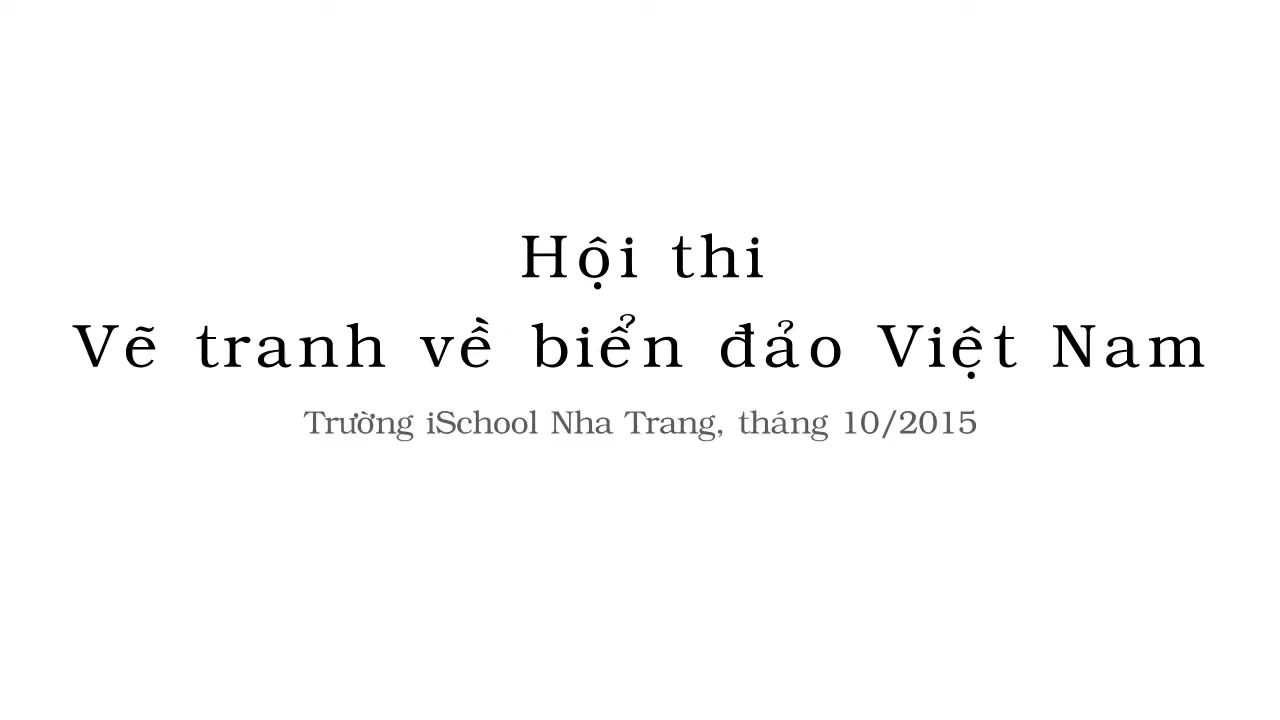 Hội thi
Vẽ tranh về biển đảo Việt Nam
Trường iSchool Nha Trang, tháng 10/2015